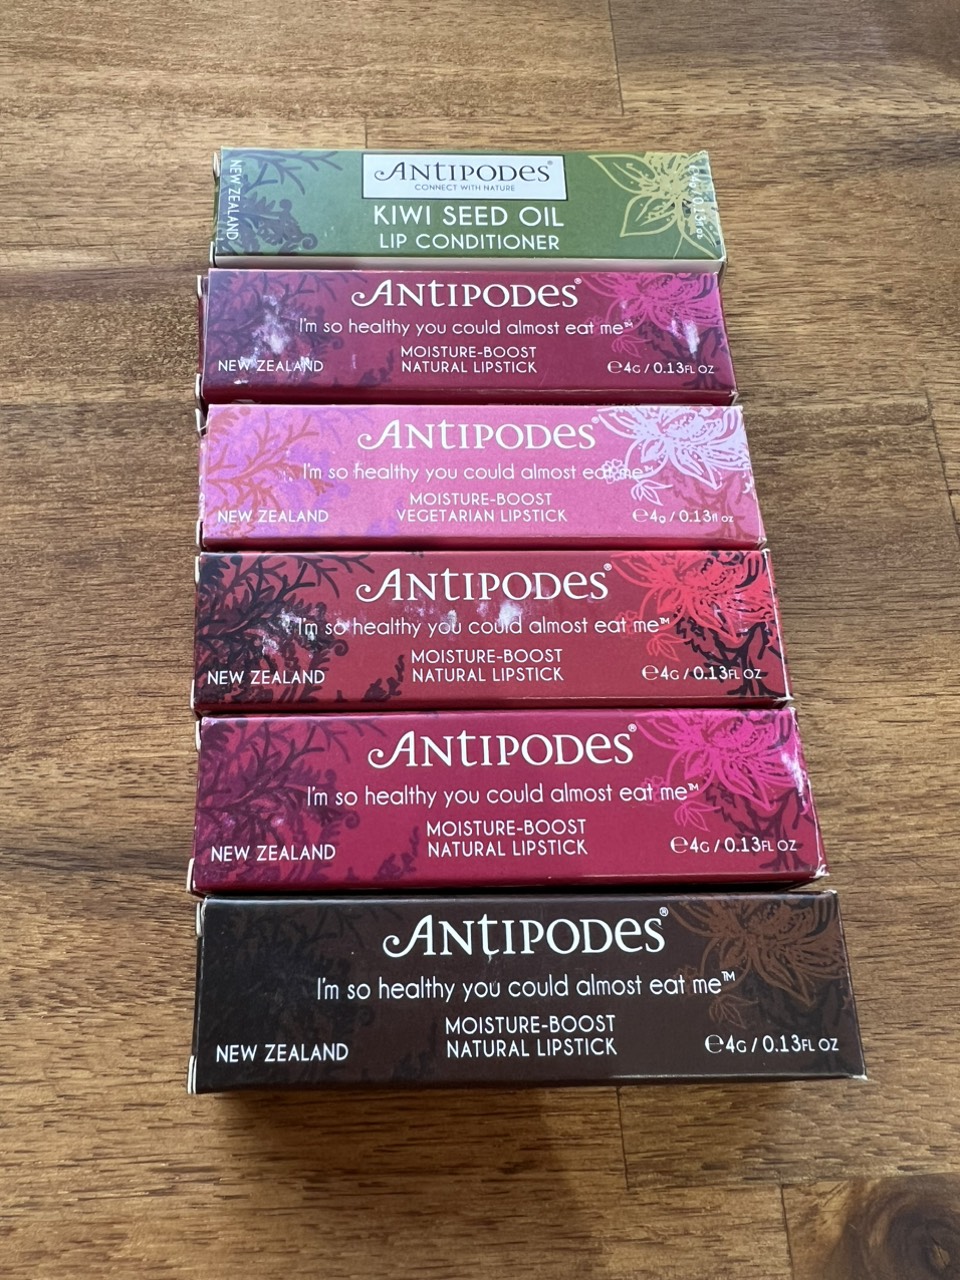 NEW ZEALAND
ANTIPODES®
CONNECT WITH NATURE
KIWI SEED OIL
LIP CONDITIONER
0.13fl oz
ANTIPODES®
I'm so healthy you could almost eat me™
MOISTURE-BOOST
NATURAL LIPSTICK
NEW ZEALAND
℮4G / 0.13FL OZ
ANTIPODES®
I'm so healthy you could almost eat me™
MOISTURE-BOOST
VEGETARIAN LIPSTICK
NEW ZEALAND
℮4g / 0.13fl oz
ANTIPODES®
I'm so healthy you could almost eat me™
MOISTURE-BOOST
NATURAL LIPSTICK
NEW ZEALAND
℮4G / 0.13FL OZ
ANTIPODES®
I'm so healthy you could almost eat me™
MOISTURE-BOOST
NATURAL LIPSTICK
NEW ZEALAND
℮4G / 0.13FL OZ
ANTIPODES®
I'm so healthy you could almost eat me™
MOISTURE-BOOST
NATURAL LIPSTICK
NEW ZEALAND
℮4G / 0.13FL OZ